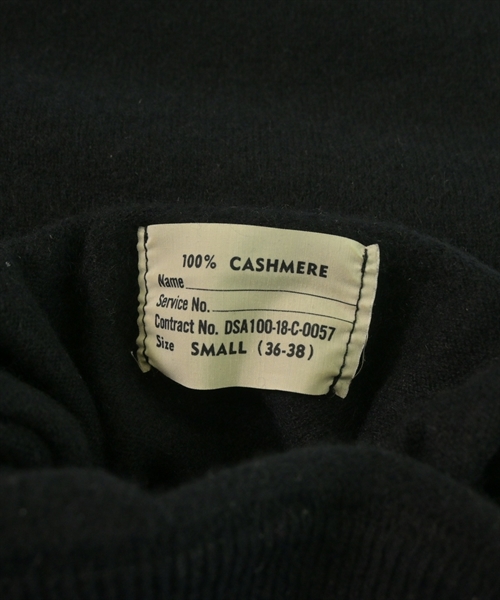 100% CASHMERE
Name
Service No.
Contract No. DSA100-18-C-0057
Size SMALL (36-38)